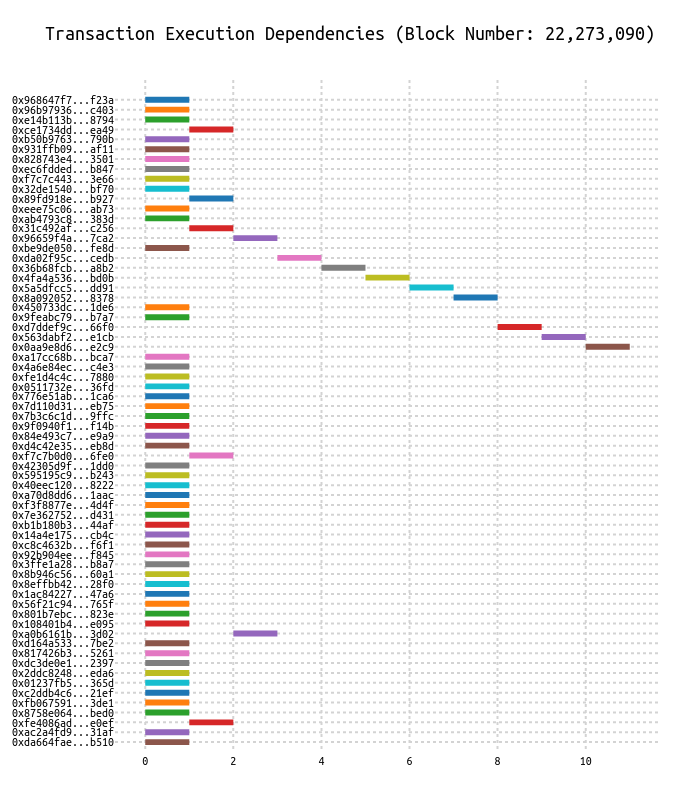 Transaction Execution Dependencies (Block Number: 22,273,090)
0x968647f7...f23a
0x96b97936...c403
0xe14b113b...8794
0xce1734dd...ea49
0xb50b9763...790b
0x931ffb09...af11
0x828743e4...3501
0xec6fdded...b847
0xf7c7c443...3e66
0x32de1540...bf70
0x89fd918e...b927
0xeee75c06...ab73
0xab4793c8...383d
0x31c492af...c256
0x96659f4a...7ca2
0xbe9de050...fe8d
0xda02f95c...cedb
0x36b68fcb...a8b2
0x4fa4a536...bd0b
0x5a5dfcc5...dd91
0x8a092052...8378
0x450733dc...1de6
0x9feabc79...b7a7
0xd7ddef9c...66f0
0x563dabf2...e1cb
0x0aa9e8d6...e2c9
0xa17cc68b...bca7
0x4a6e84ec...c4e3
0xfe1d4c4c...7880
0x0511732e...36fd
0x776e51ab...1ca6
0x7d110d31...eb75
0x7b3c6c1d...9ffc
0x9f0940f1...f14b
0x84e493c7...e9a9
0xd4c42e35...eb8d
0xf7c7b0d0...6fe0
0x42305d9f...1dd0
0x595195c9...b243
0x40eec120...8222
0xa70d8dd6...1aac
0xf3f8877e...4d4f
0x7e362752...d431
0xb1b180b3...44af
0x14a4e175...cb4c
0xc8c4632b...f6f1
0x92b904ee...f845
0x3ffe1a28...b8a7
0x8b946c56...60a1
0x8effbb42...28f0
0x1ac84227...47a6
0x56f21c94...765f
0x801b7ebc...823e
0x108401b4...e095
0xa0b6161b...3d02
0xd164a533...7be2
0x817426b3...5261
0xdc3de0e1...2397
0x2ddc8248...eda6
0x01237fb5...365d
0xc2ddb4c6...21ef
0xfb067591...3de1
0x8758e064...bed0
0xfe4086ad...e0ef
0xac2a4fd9...31af
0xda664fae...b510
0 2 4 6 8 10